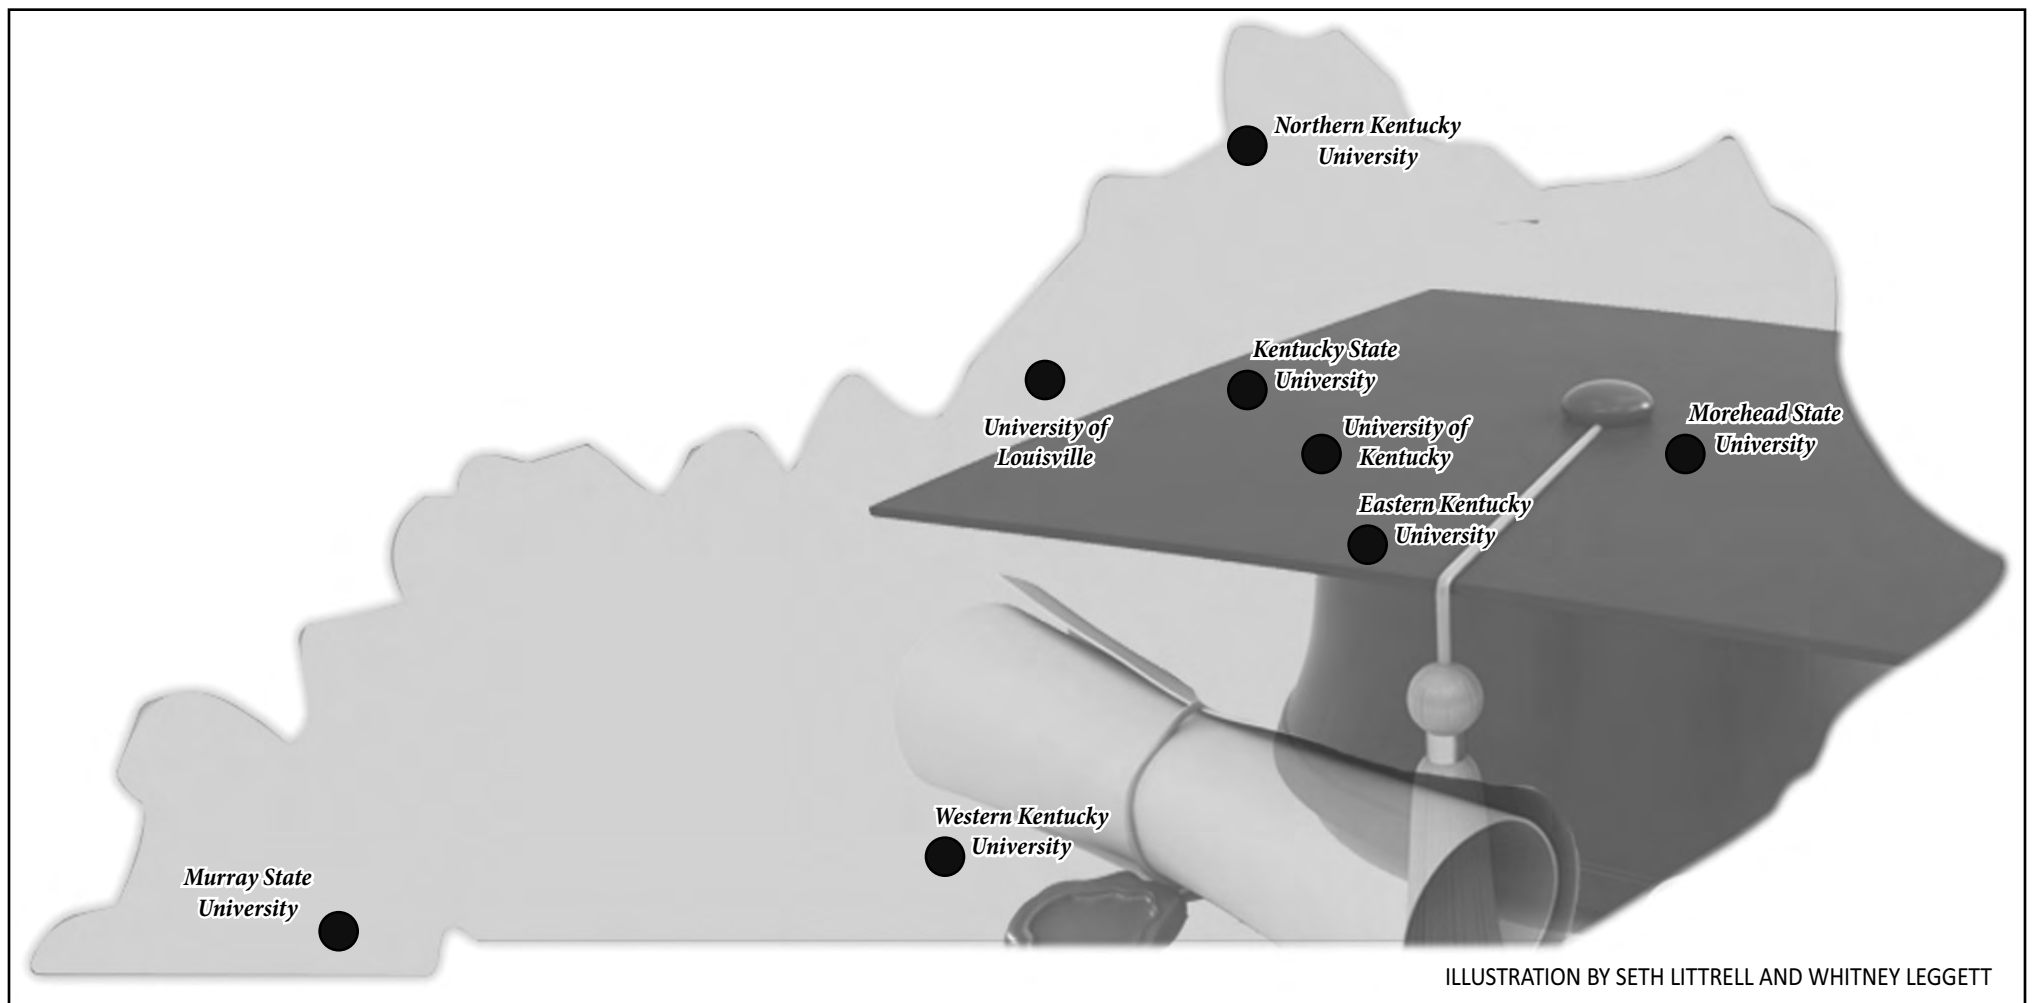 Northern Kentucky
University
Kentucky State
University
University of
Louisville
University of
Kentucky
Morehead State
University
Eastern Kentucky
University
Western Kentucky
University
Murray State
University
ILLUSTRATION BY SETH LITTRELL AND WHITNEY LEGGETT